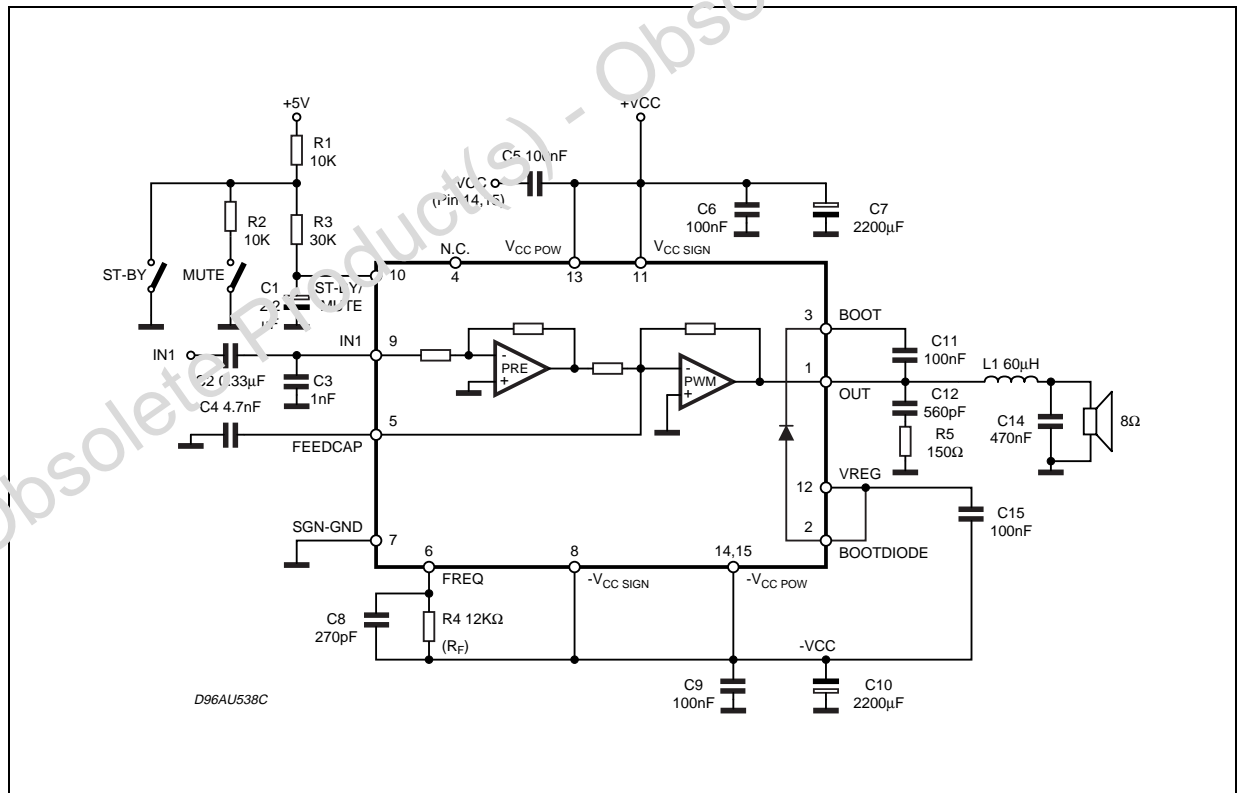 Obsolete Product(s) - Obso
+5V
R1
10K
R2
10K
R3
30K
ST-BY
MUTE
C1
ST-BY/
MUTE
+VCC
C5 100nF
-VCC
(Pin 14,15)
C6
100nF
C7
2200µF
N.C.
4
VCC POW
13
VCC SIGN
11
10
IN1
C2 0.33µF
C3
1nF
IN1
9
C4 4.7nF
5
FEEDCAP
-
PRE
+
-
PWM
+
3
BOOT
C11
100nF
1
OUT
L1 60µH
C12
560pF
R5
150Ω
C14
470nF
8Ω
VREG
12
2
BOOTDIODE
C15
100nF
SGN-GND
7
6
FREQ
8
-VCC SIGN
14,15
-VCC POW
C8
270pF
R4 12KΩ
(RF)
-VCC
C9
100nF
C10
2200µF
D96AU538C